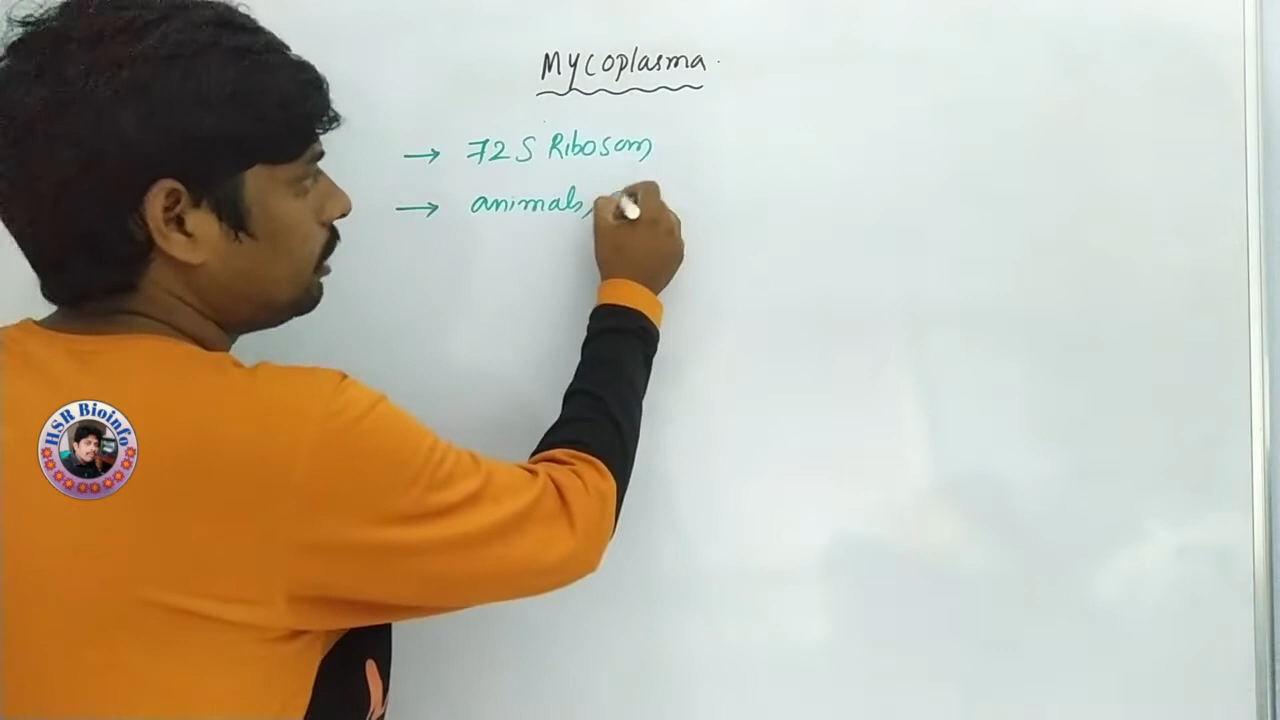 Mycoplasma.
→ 72 S Ribosom
→ animals,
HSR Bioinfo